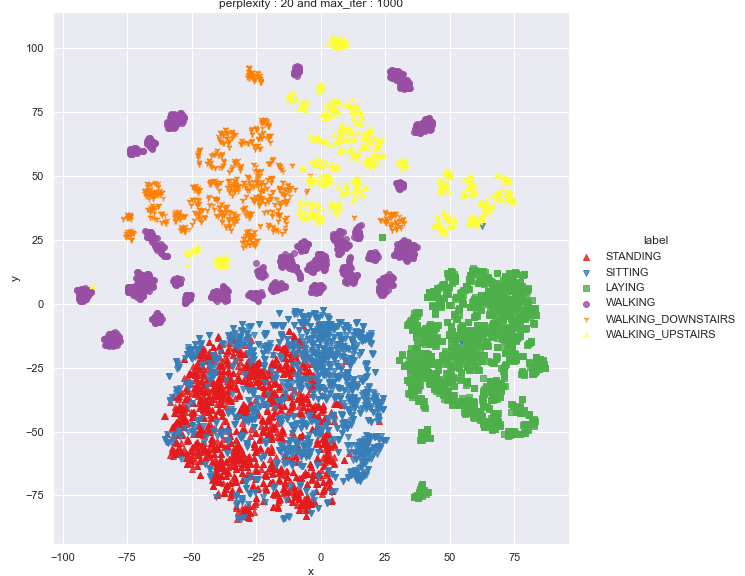 perplexity : 20 and max_iter : 1000
y
100
75
50
25
0
−25
−50
−75
−100
−75
−50
−25
0
25
50
75
x
label
STANDING
SITTING
LAYING
WALKING
WALKING_DOWNSTAIRS
WALKING_UPSTAIRS